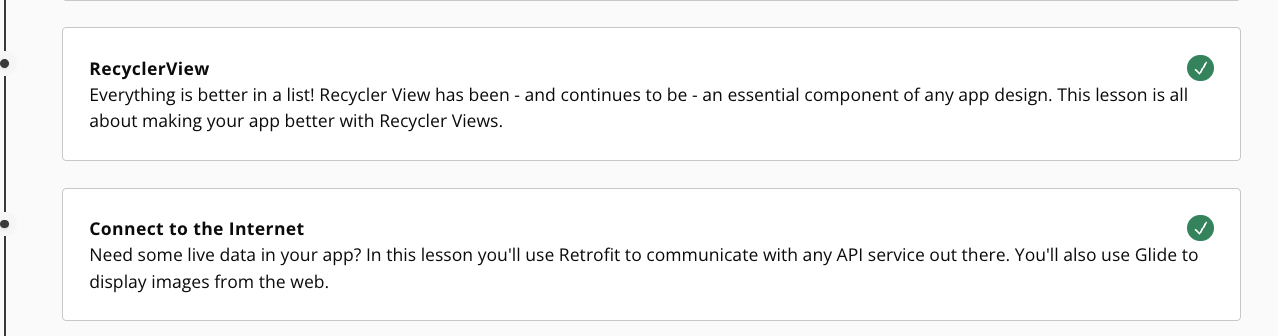 RecyclerView
Everything is better in a list! Recycler View has been - and continues to be - an essential component of any app design. This lesson is all
about making your app better with Recycler Views.
Connect to the Internet
Need some live data in your app? In this lesson you'll use Retrofit to communicate with any API service out there. You'll also use Glide to
display images from the web.